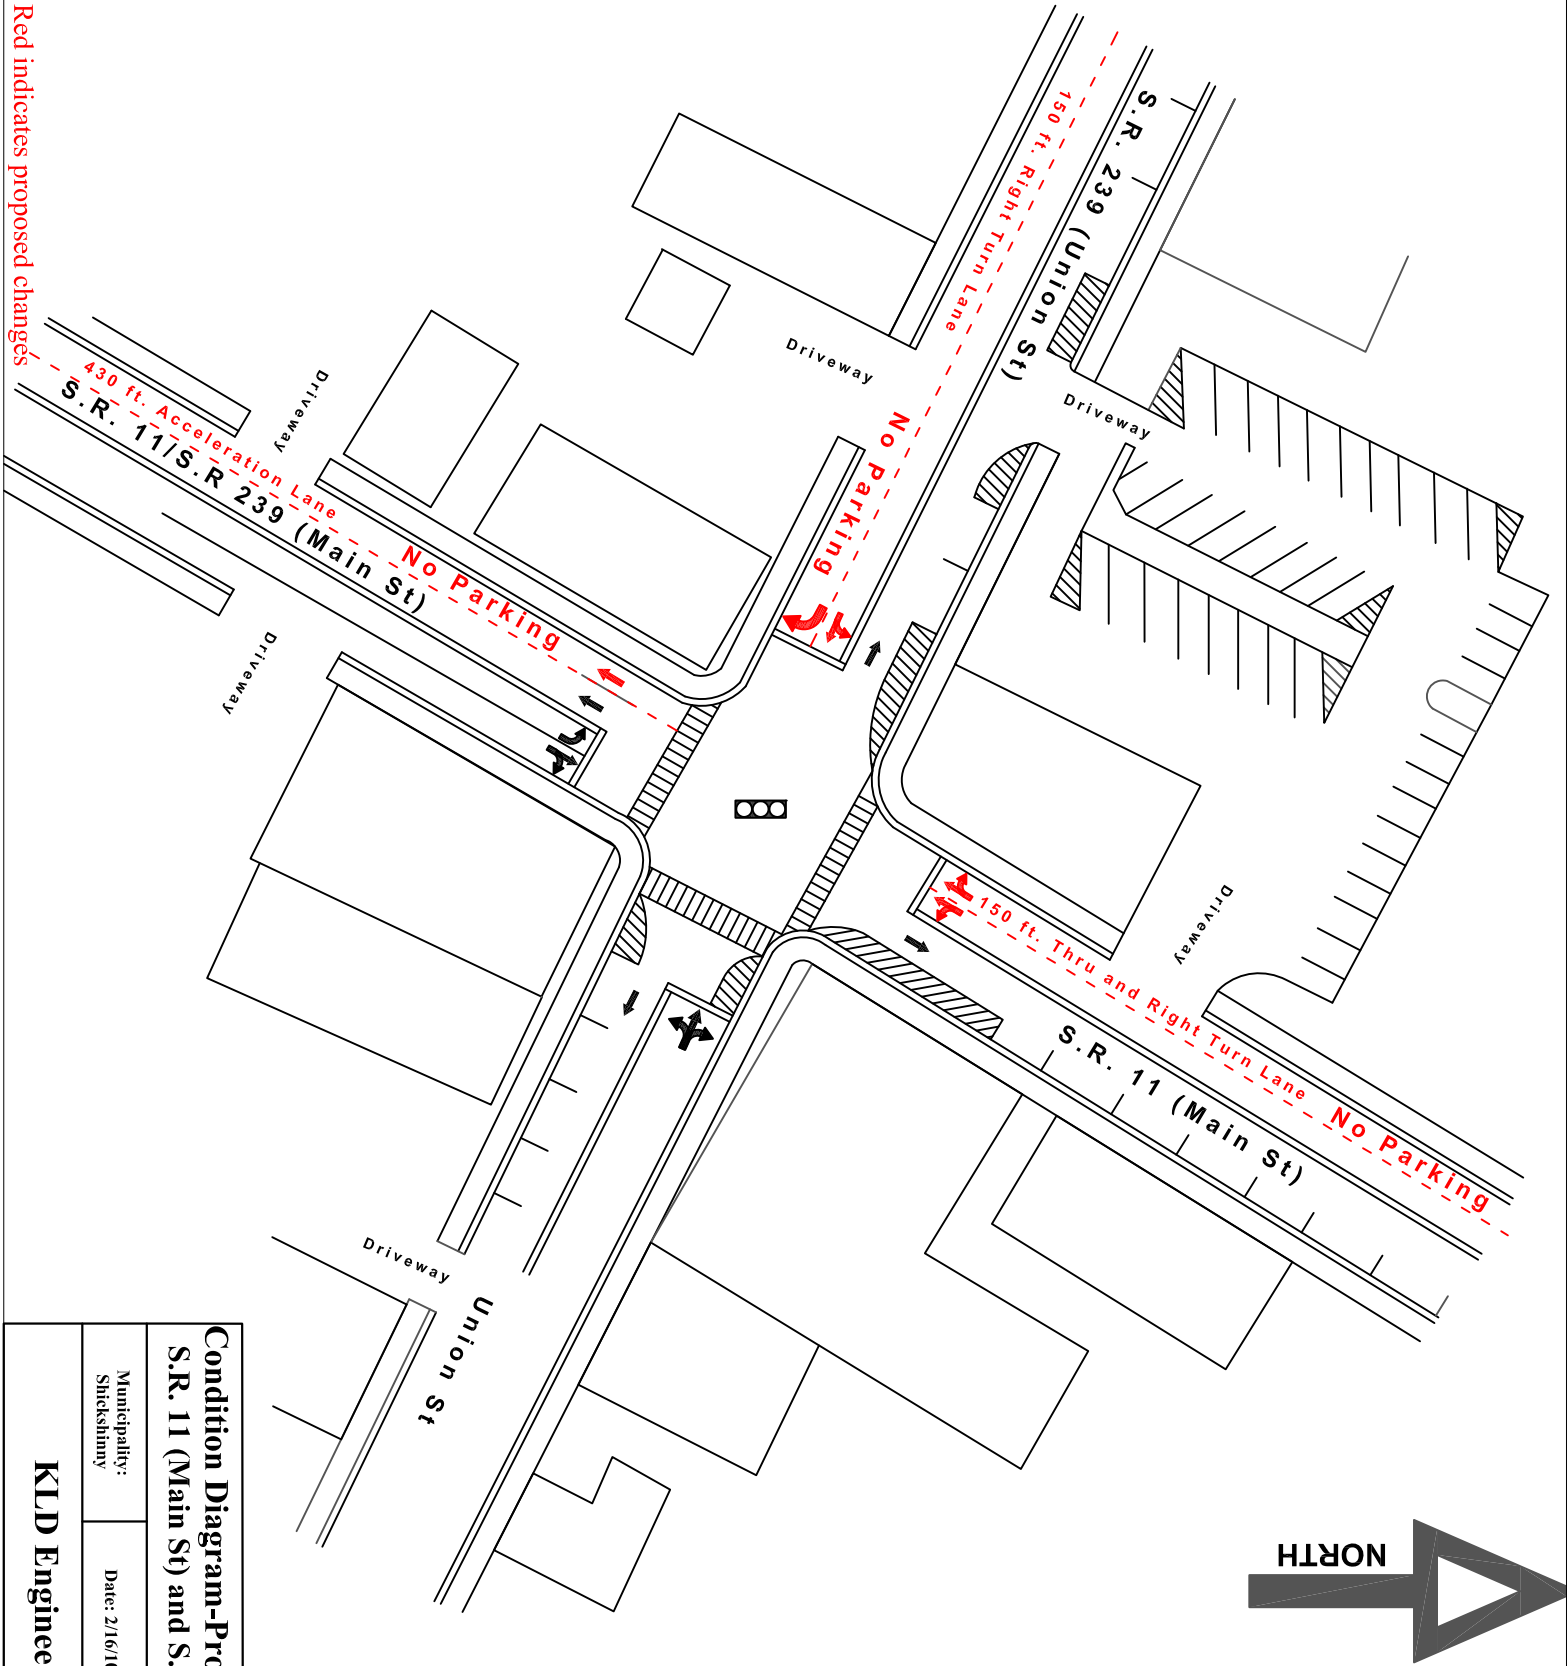 Red indicates proposed changes
S.R. 239 (Union St)
150 ft. Right Turn Lane
No Parking
Driveway
Driveway
Driveway
430 ft. Acceleration Lane
No Parking
S.R. 11/S.R 239 (Main St)
Driveway
Driveway
150 ft. Thru and Right Turn Lane
No Parking
S.R. 11 (Main St)
Driveway
Union St
NORTH
Condition Diagram-Pro
S.R. 11 (Main St) and S.
Municipality:
Shickshinny
Date: 2/16/1
KLD Enginee